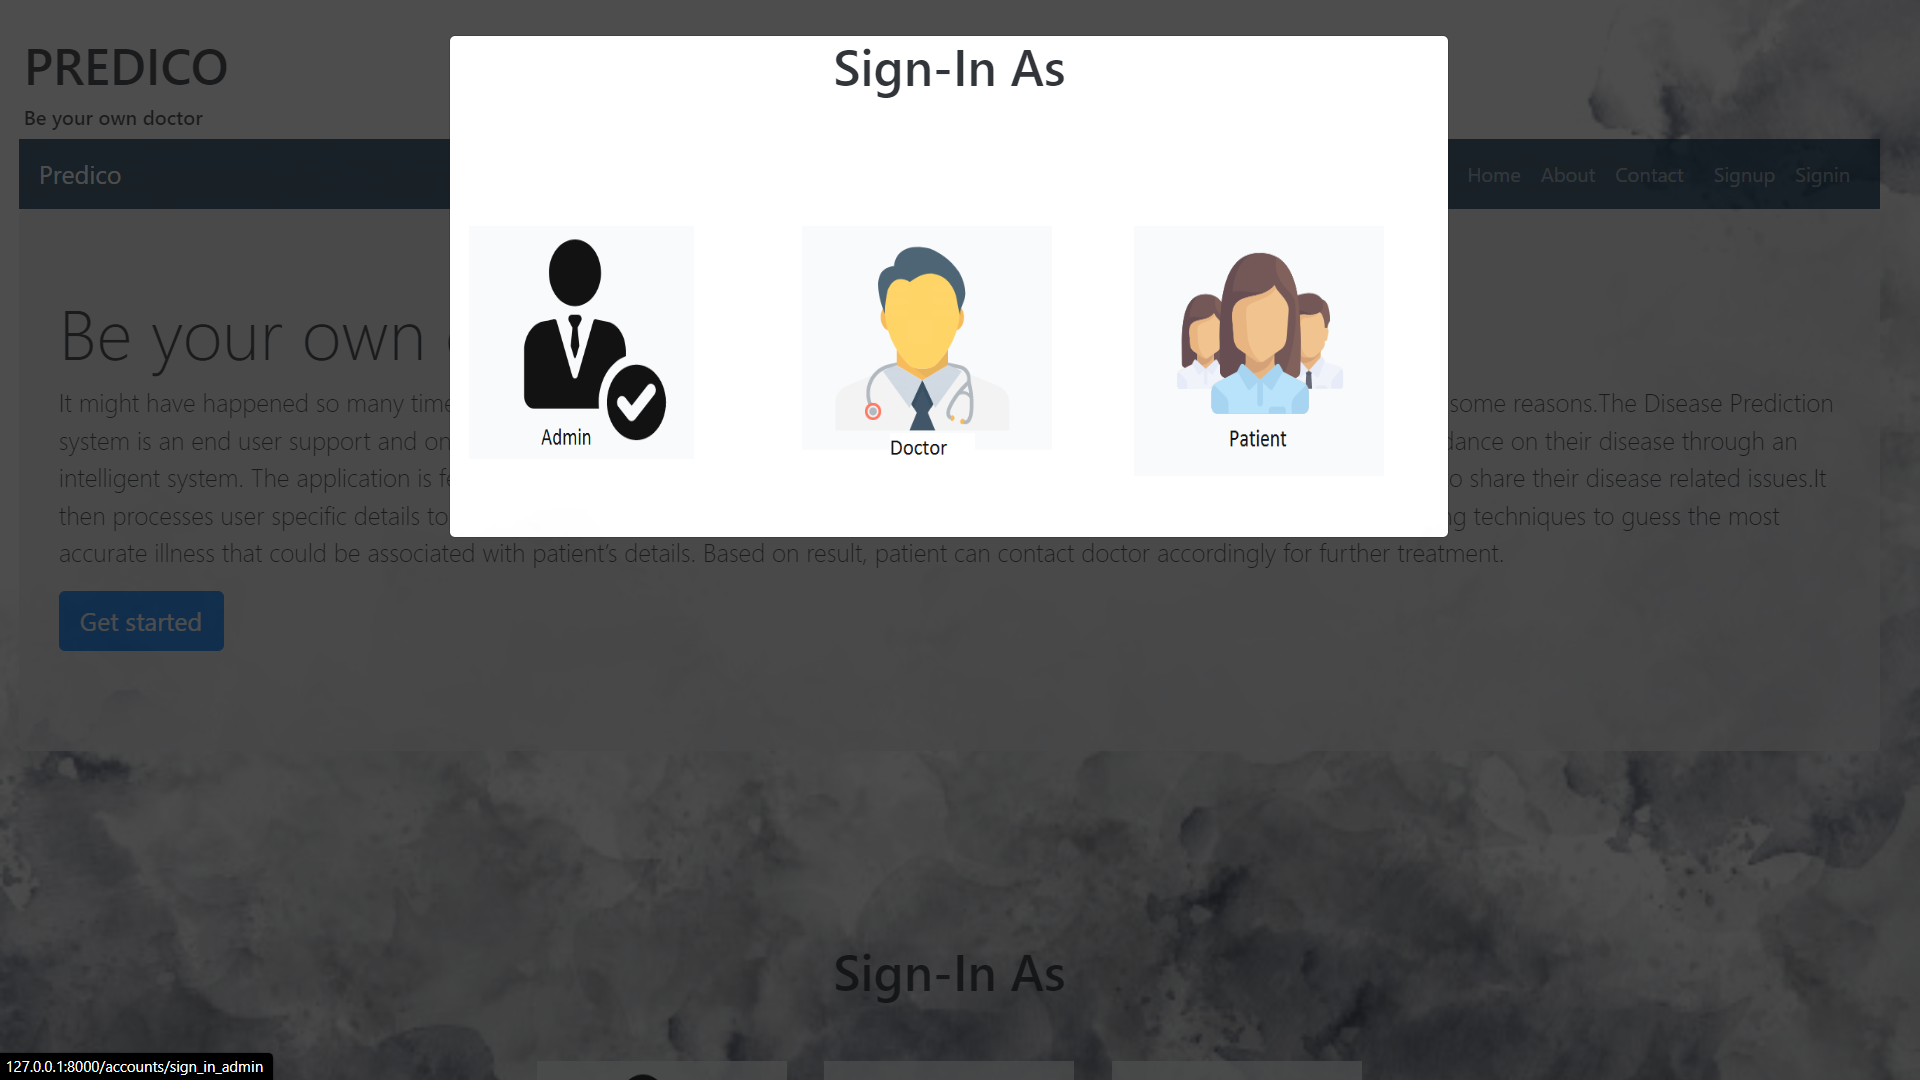 PREDICO
Be your own doctor
Predico
Home About Contact Signup Signin
Sign-In As
Admin
Doctor
Patient
Be your own
It might have happened so many time some reasons.The Disease Prediction
system is an end user support and on dance on their disease through an
intelligent system. The application is fe o share their disease related issues.It
then processes user specific details to ng techniques to guess the most
accurate illness that could be associated with patient's details. Based on result, patient can contact doctor accordingly for further treatment.
Get started
Sign-In As
127.0.0.1:8000/accounts/sign_in_admin